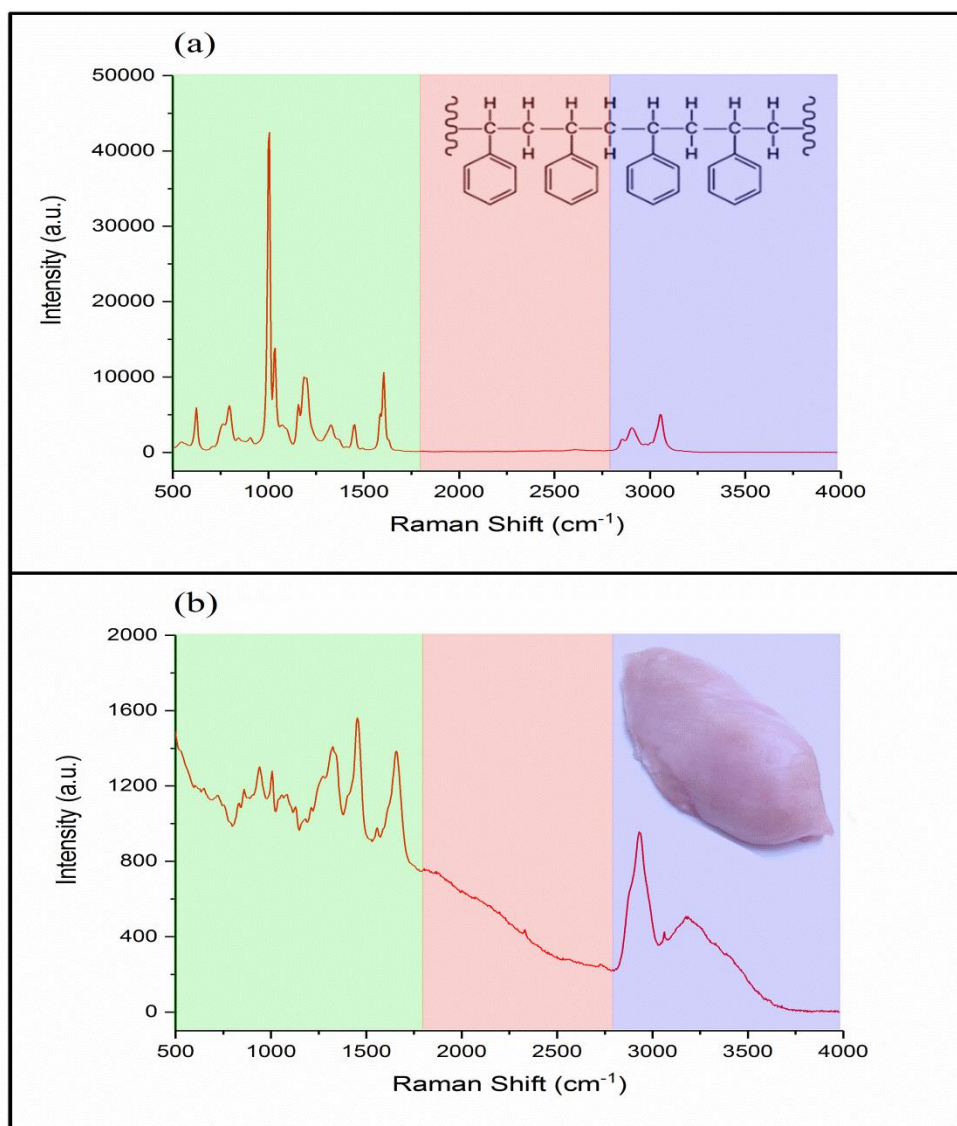 (a)
50000
40000
30000
20000
10000
0
Intensity (a.u.)
H H H H H H H H
C C C C C C C C
H H H H
500 1000 1500 2000 2500 3000 3500 4000
Raman Shift (cm⁻¹)
(b)
2000
1600
1200
800
400
0
Intensity (a.u.)
500 1000 1500 2000 2500 3000 3500 4000
Raman Shift (cm⁻¹)